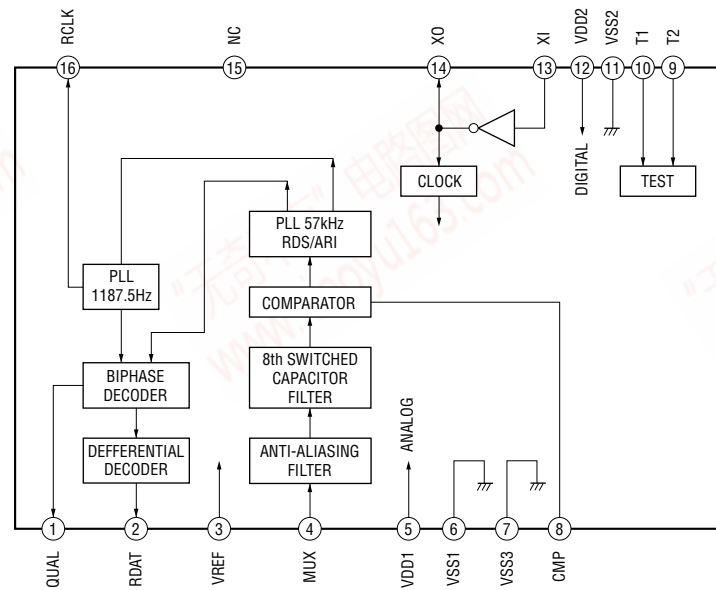 RCLK
NC
XO
XI
VDD2
VSS2
T1
T2
16
15
14
13
12
11
10
9
CLOCK
DIGITAL
TEST
PLL 57kHz
RDS/ARI
PLL
1187.5Hz
COMPARATOR
8th SWITCHED
CAPACITOR
FILTER
BIPHASE
DECODER
ANALOG
DEFFERENTIAL
DECODER
ANTI-ALIASING
FILTER
1
2
3
4
5
6
7
8
QUAL
RDAT
VREF
MUX
VDD1
VSS1
VSS3
CMP